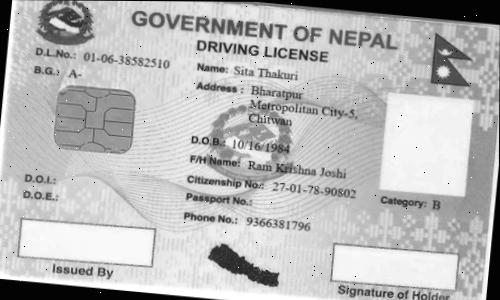 GOVERNMENT OF NEPAL
DRIVING LICENSE
D.L.No.: 01-06-38582510
B.G.: A-
Name: Sita Thakuri
Address : Bharatpur
Metropolitan City-5,
Chitwan
D.O.B.: 10/16/1984
F/H Name: Ram Krishna Joshi
Citizenship No.: 27-01-78-90802
D.O.I.:
D.O.E.:
Passport No.:
Phone No.: 9366381796
Category: B
Issued By
Signature of Holder